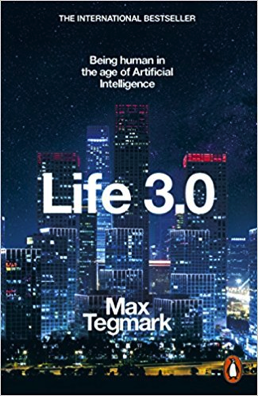 THE INTERNATIONAL BESTSELLER
Being human in
the age of Artificial
Intelligence
Life 3.0
Max
Tegmark